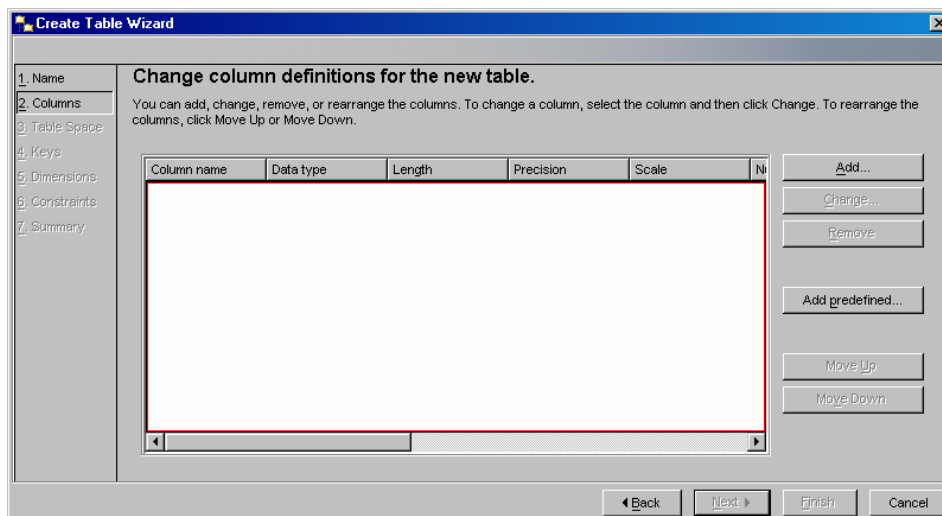 Create Table Wizard
1. Name
2. Columns
3. Table Space
4. Keys
5. Dimensions
6. Constraints
7. Summary
Change column definitions for the new table.
You can add, change, remove, or rearrange the columns. To change a column, select the column and then click Change. To rearrange the
columns, click Move Up or Move Down.
Column name Data type Length Precision Scale Nu
Add...
Change...
Remove
Add predefined...
Move Up
Move Down
Back Next Finish Cancel